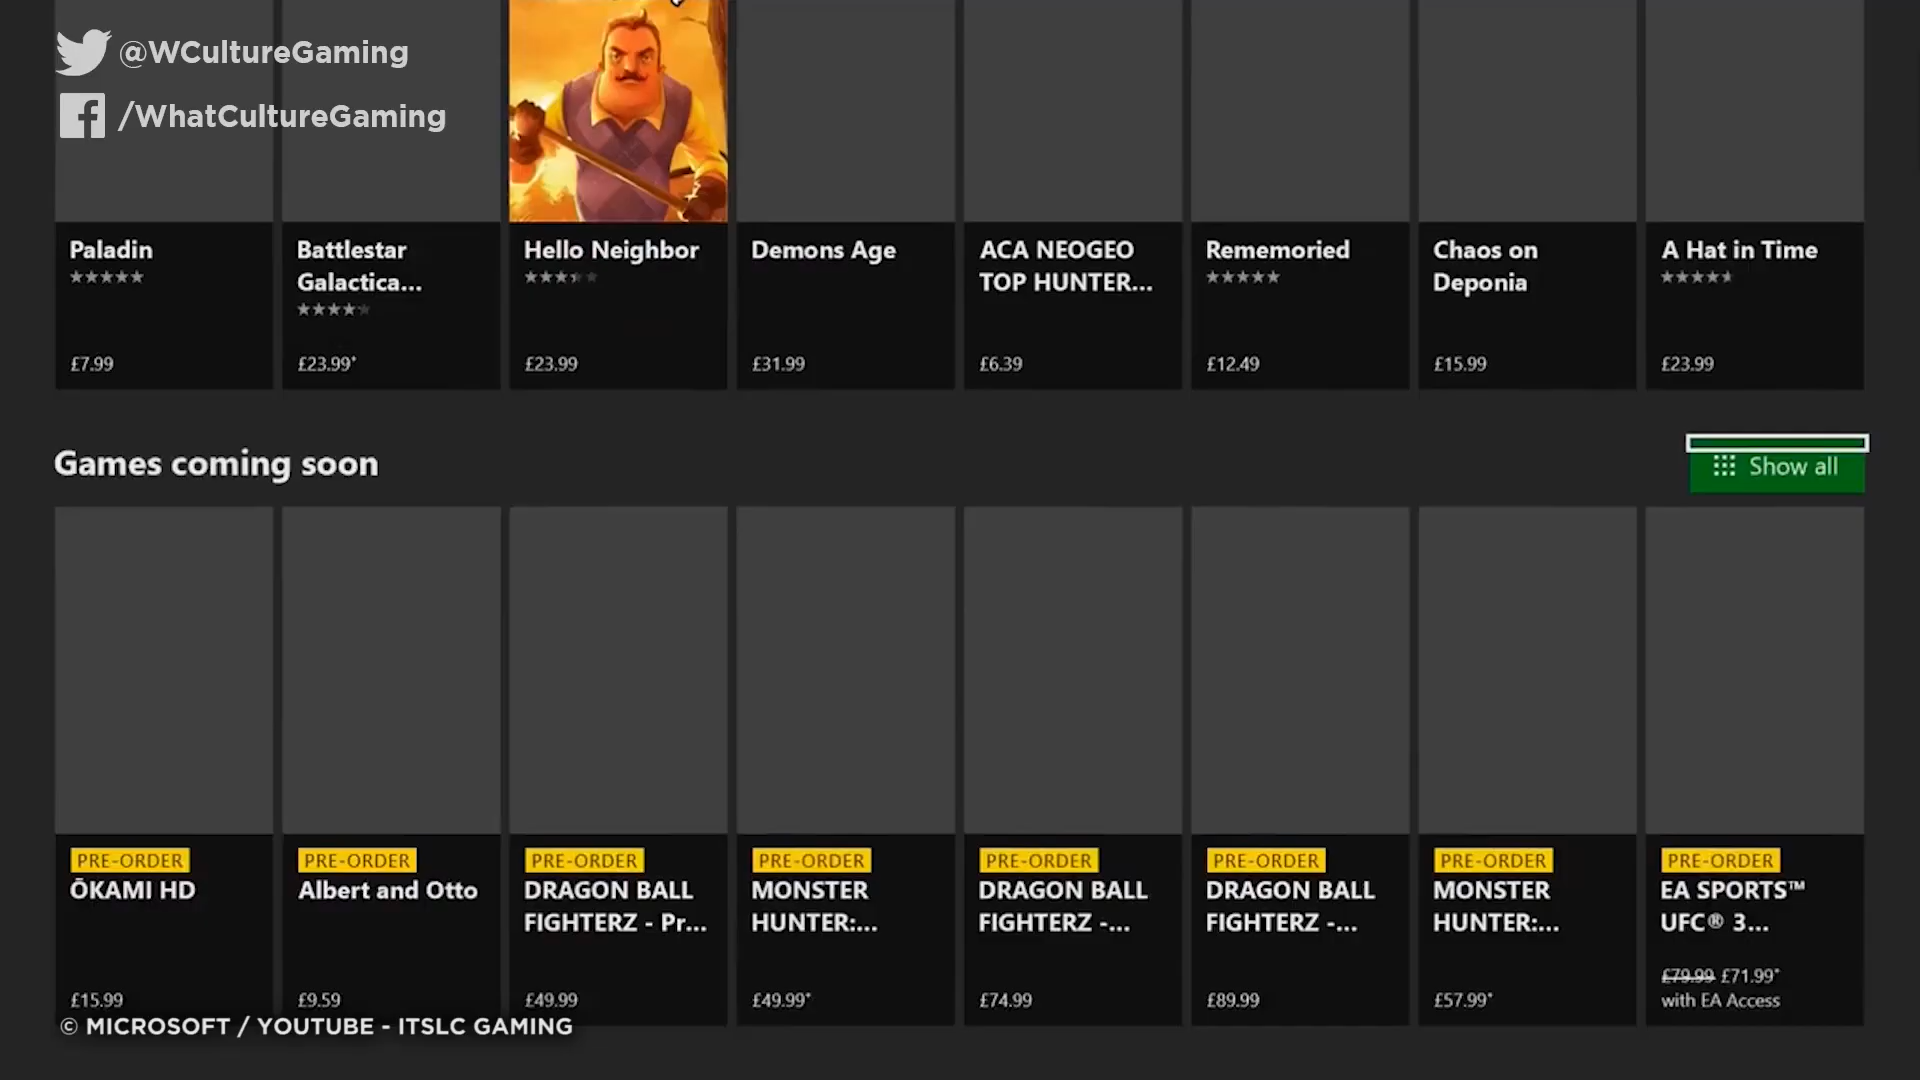 @WCultureGaming
/WhatCultureGaming
Paladin
£7.99
Battlestar
Galactica...
£23.99*
Hello Neighbor
£23.99
Demons Age
£31.99
ACA NEOGEO
TOP HUNTER...
£6.39
Rememoried
£12.49
Chaos on
Deponia
£15.99
A Hat in Time
£23.99
Games coming soon
Show all
PRE-ORDER
ŌKAMI HD
£15.99
PRE-ORDER
Albert and Otto
£9.59
PRE-ORDER
DRAGON BALL
FIGHTERZ - Pr...
£49.99
PRE-ORDER
MONSTER
HUNTER:...
£49.99*
PRE-ORDER
DRAGON BALL
FIGHTERZ -...
£74.99
PRE-ORDER
DRAGON BALL
FIGHTERZ -...
£89.99
PRE-ORDER
MONSTER
HUNTER:...
£57.99*
PRE-ORDER
EA SPORTS™
UFC® 3...
£79.99 £71.99*
with EA Access
© MICROSOFT / YOUTUBE - ITSLC GAMING